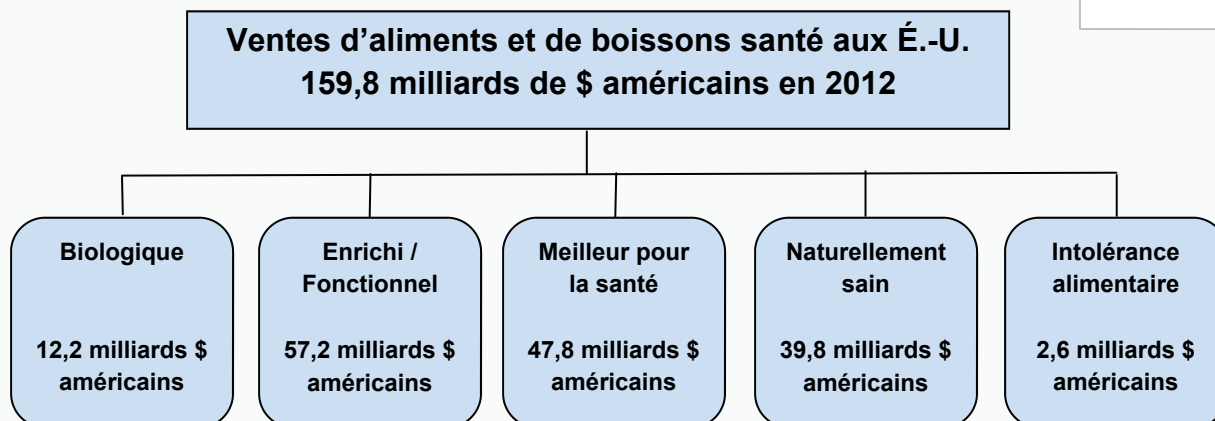 Ventes d’aliments et de boissons santé aux É.-U.
159,8 milliards de $ américains en 2012
Biologique
12,2 milliards $
américains
Enrichi /
Fonctionnel
57,2 milliards $
américains
Meilleur pour
la santé
47,8 milliards $
américains
Naturellement
sain
39,8 milliards $
américains
Intolérance
alimentaire
2,6 milliards $
américains